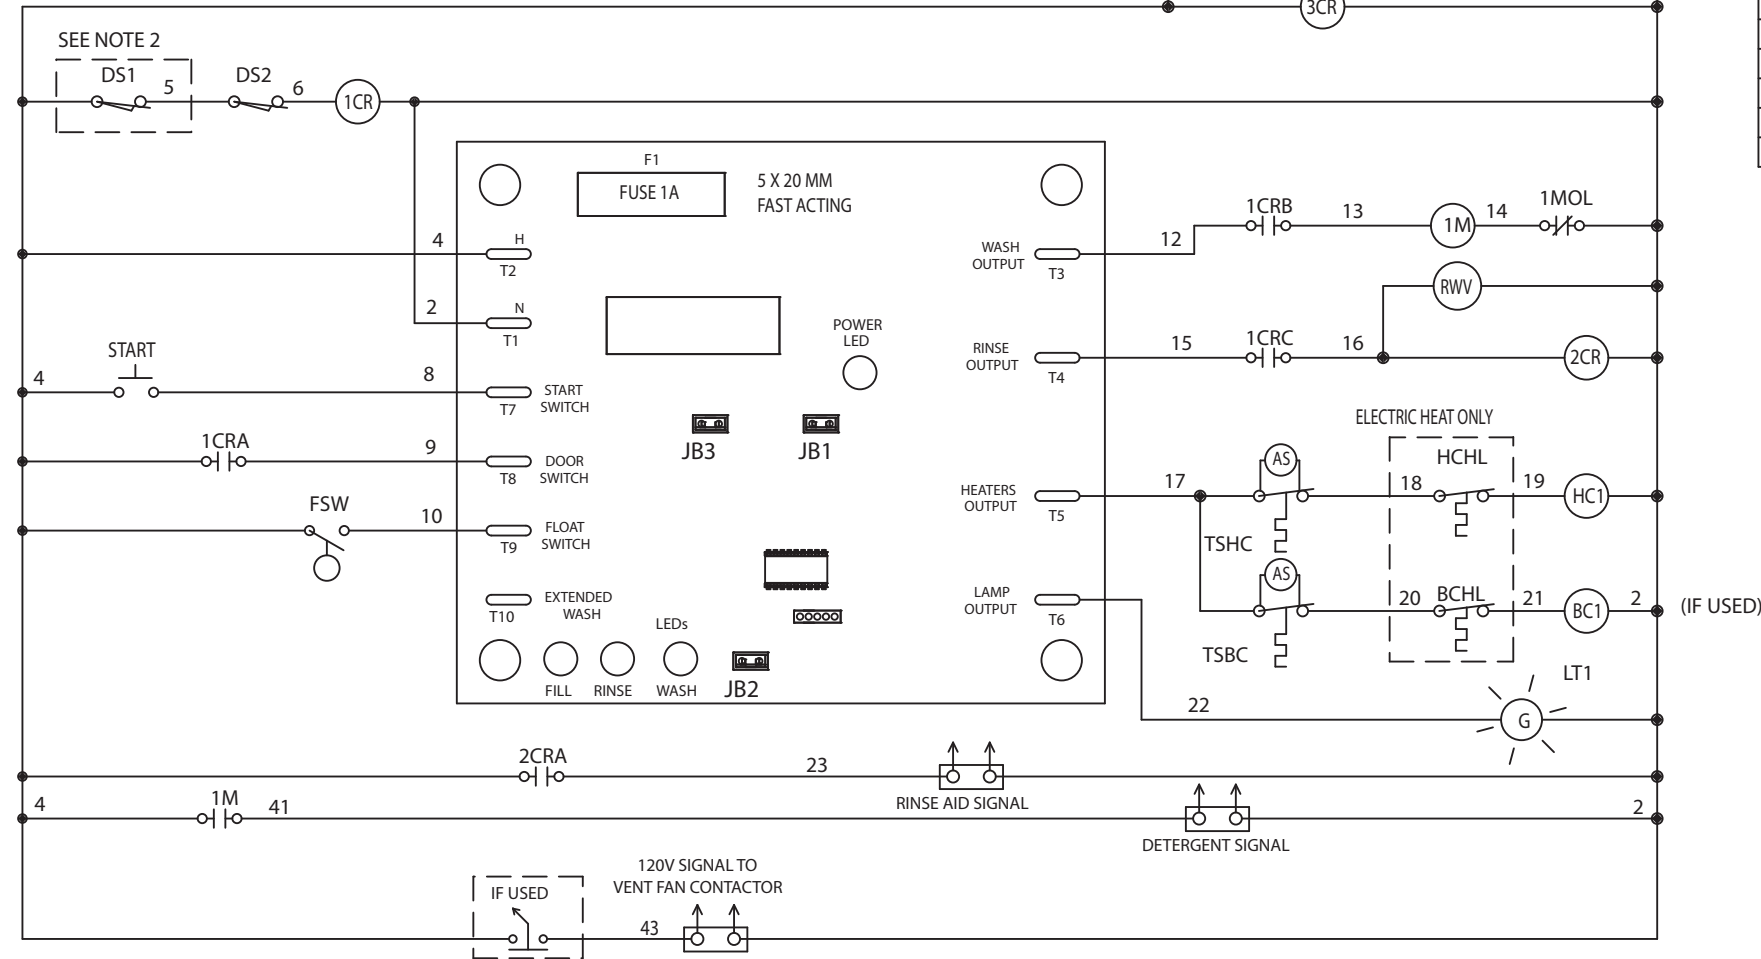 3CR
SEE NOTE 2
DS1
5
DS2
6
1CR
F1
FUSE 1A
5 X 20 MM
FAST ACTING
4
H
T2
2
N
T1
START
4
8
T7
START
SWITCH
1CRA
9
T8
DOOR
SWITCH
FSW
10
T9
FLOAT
SWITCH
T10
EXTENDED
WASH
LEDs
FILL
RINSE
WASH
JB2
JB3
JB1
POWER
LED
WASH
OUTPUT
T3
12
1CRB
13
1M
14
1MOL
RWV
RINSE
OUTPUT
T4
15
1CRC
16
2CR
ELECTRIC HEAT ONLY
HEATERS
OUTPUT
T5
17
AS
TSHC
18
HCHL
19
HC1
AS
TSBC
20
BCHL
21
BC1
2
(IF USED)
LAMP
OUTPUT
T6
22
LT1
G
2CRA
23
RINSE AID SIGNAL
4
1M
41
DETERGENT SIGNAL
2
IF USED
43
120V SIGNAL TO
VENT FAN CONTACTOR